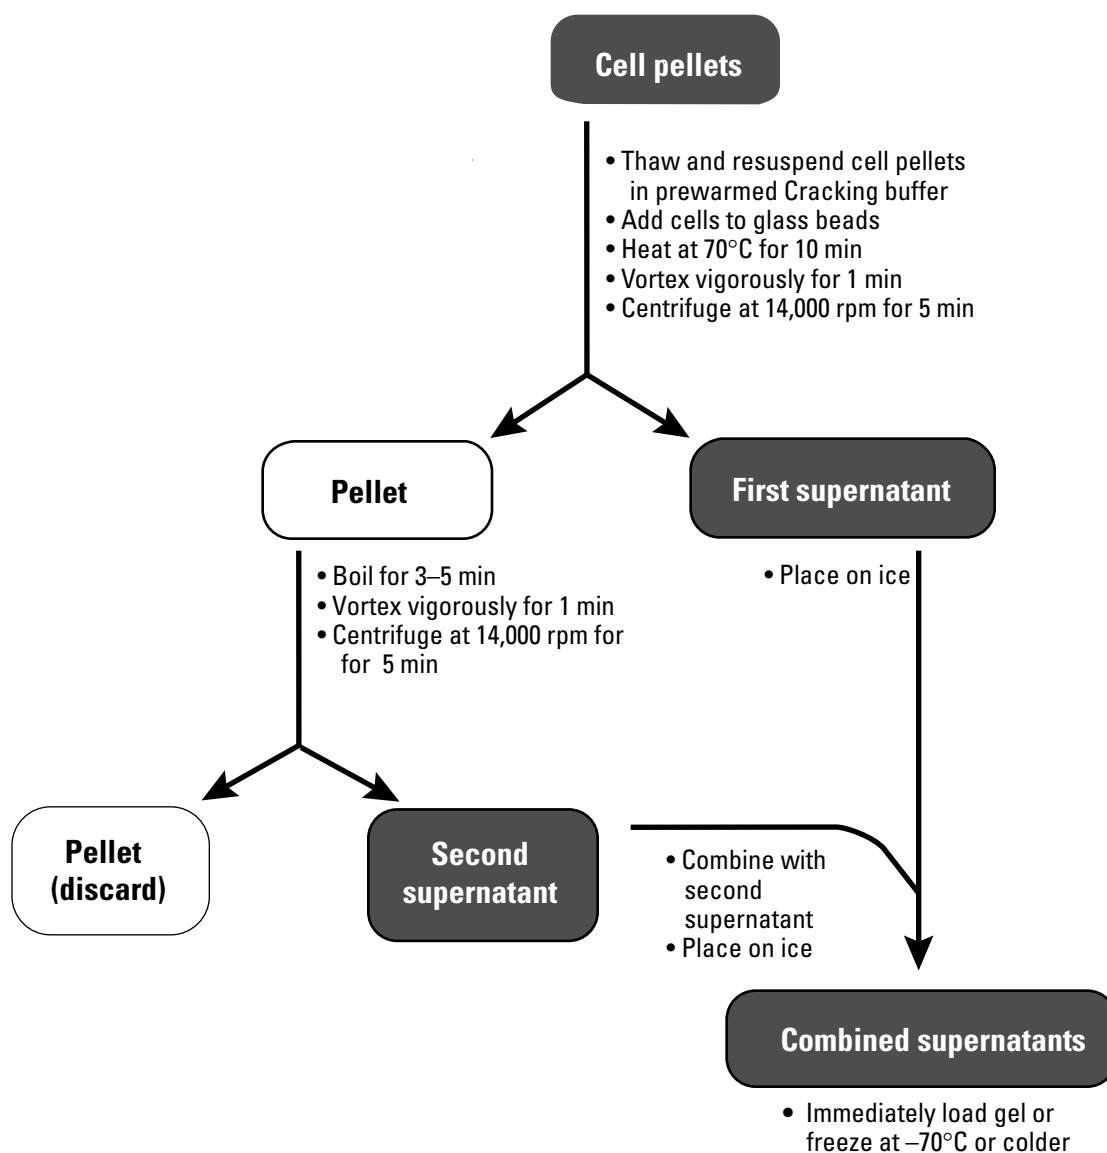 Cell pellets
• Thaw and resuspend cell pellets
in prewarmed Cracking buffer
• Add cells to glass beads
• Heat at 70°C for 10 min
• Vortex vigorously for 1 min
• Centrifuge at 14,000 rpm for 5 min
Pellet
First supernatant
• Boil for 3–5 min
• Vortex vigorously for 1 min
• Centrifuge at 14,000 rpm for
for 5 min
• Place on ice
Pellet
(discard)
Second
supernatant
• Combine with
second
supernatant
• Place on ice
Combined supernatants
• Immediately load gel or
freeze at –70°C or colder